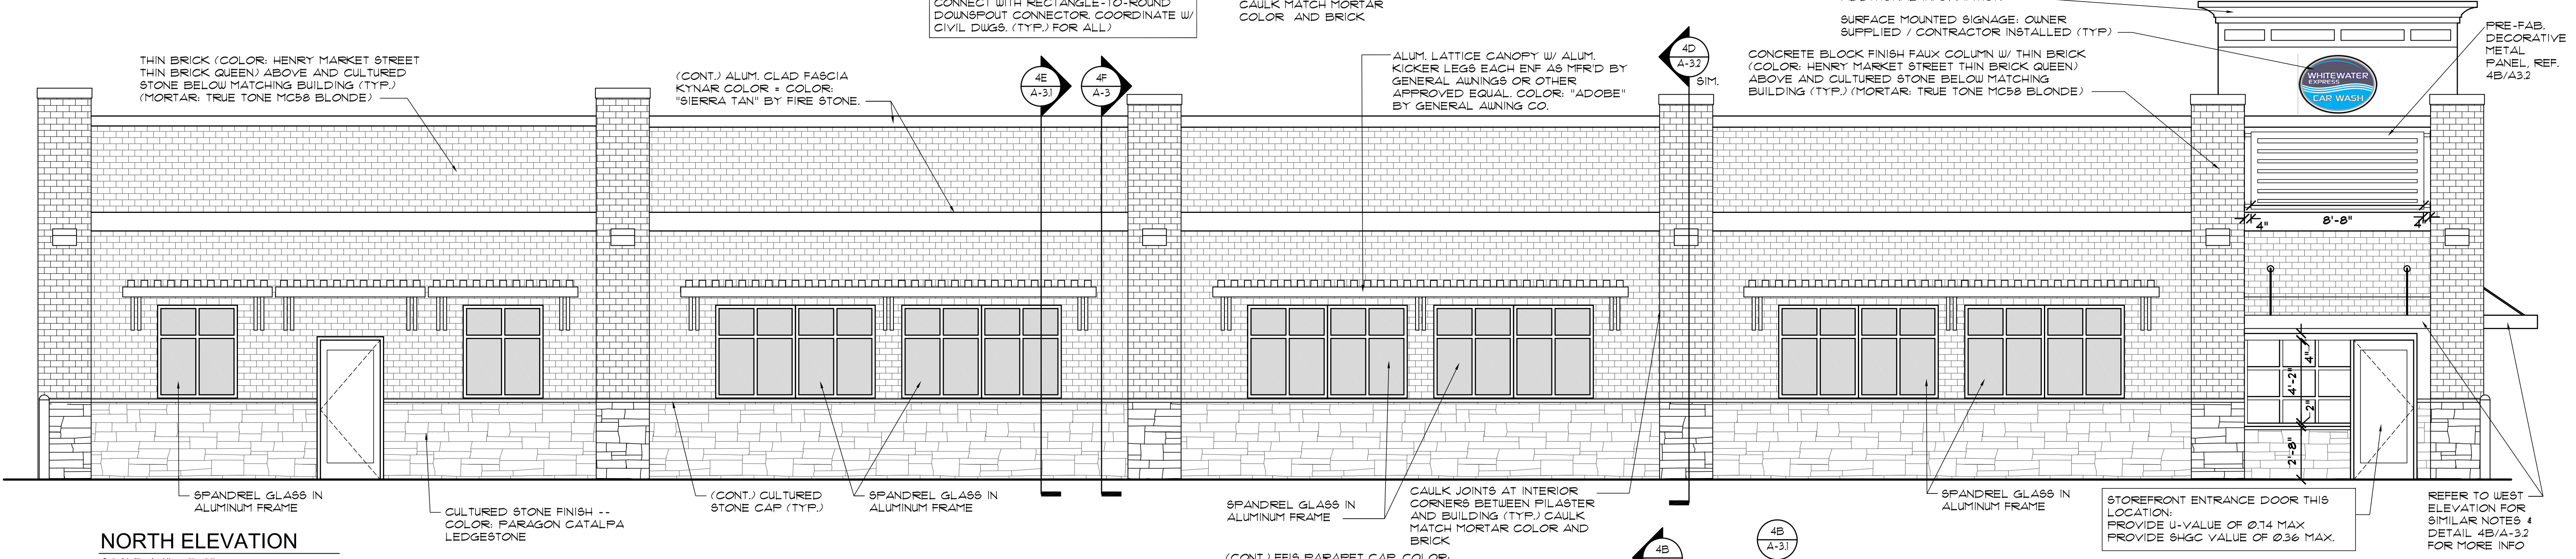 CONNECT WITH RECTANGLE-TO-ROUND
DOWNSPOUT CONNECTOR. COORDINATE W/
CIVIL DWGS. (TYP.) FOR ALL)
CAULK MATCH MORTAR
COLOR AND BRICK
SURFACE MOUNTED SIGNAGE: OWNER
SUPPLIED / CONTRACTOR INSTALLED (TYP)
PRE-FAB.
DECORATIVE
METAL
PANEL, REF.
4B/A3.2
THIN BRICK (COLOR: HENRY MARKET STREET
THIN BRICK QUEEN) ABOVE AND CULTURED
STONE BELOW MATCHING BUILDING (TYP.)
(MORTAR: TRUE TONE MC58 BLONDE)
(CONT.) ALUM. CLAD FASCIA
KYNAR COLOR = COLOR:
"SIERRA TAN" BY FIRE STONE.
4E
A-3.1
4F
A-3
ALUM. LATTICE CANOPY W/ ALUM.
KICKER LEGS EACH ENF AS MFR'D BY
GENERAL AWNINGS OR OTHER
APPROVED EQUAL. COLOR: "ADOBE"
BY GENERAL AWNING CO.
4D
A-3.2
SIM.
CONCRETE BLOCK FINISH FAUX COLUMN W/ THIN BRICK
(COLOR: HENRY MARKET STREET THIN BRICK QUEEN)
ABOVE AND CULTURED STONE BELOW MATCHING
BUILDING (TYP.) (MORTAR: TRUE TONE MC58 BLONDE)
WHITEWATER
EXPRESS
CAR WASH
4"
8'-8"
4"
4"
4'-2"
2"
2'-8"
SPANDREL GLASS IN
ALUMINUM FRAME
CULTURED STONE FINISH --
COLOR: PARAGON CATALPA
LEDGESTONE
(CONT.) CULTURED
STONE CAP (TYP.)
SPANDREL GLASS IN
ALUMINUM FRAME
SPANDREL GLASS IN
ALUMINUM FRAME
CAULK JOINTS AT INTERIOR
CORNERS BETWEEN PILASTER
AND BUILDING (TYP.) CAULK
MATCH MORTAR COLOR AND
BRICK
SPANDREL GLASS IN
ALUMINUM FRAME
STOREFRONT ENTRANCE DOOR THIS
LOCATION:
PROVIDE U-VALUE OF 0.74 MAX
PROVIDE SHGC VALUE OF 0.36 MAX.
REFER TO WEST
ELEVATION FOR
SIMILAR NOTES &
DETAIL 4B/A-3.2
FOR MORE INFO
NORTH ELEVATION
4B
4B
A-3.1
(CONT.) EFIS PARAPET CAP. COLOR: